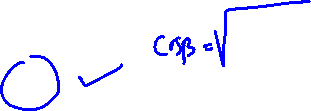 cosβ = √